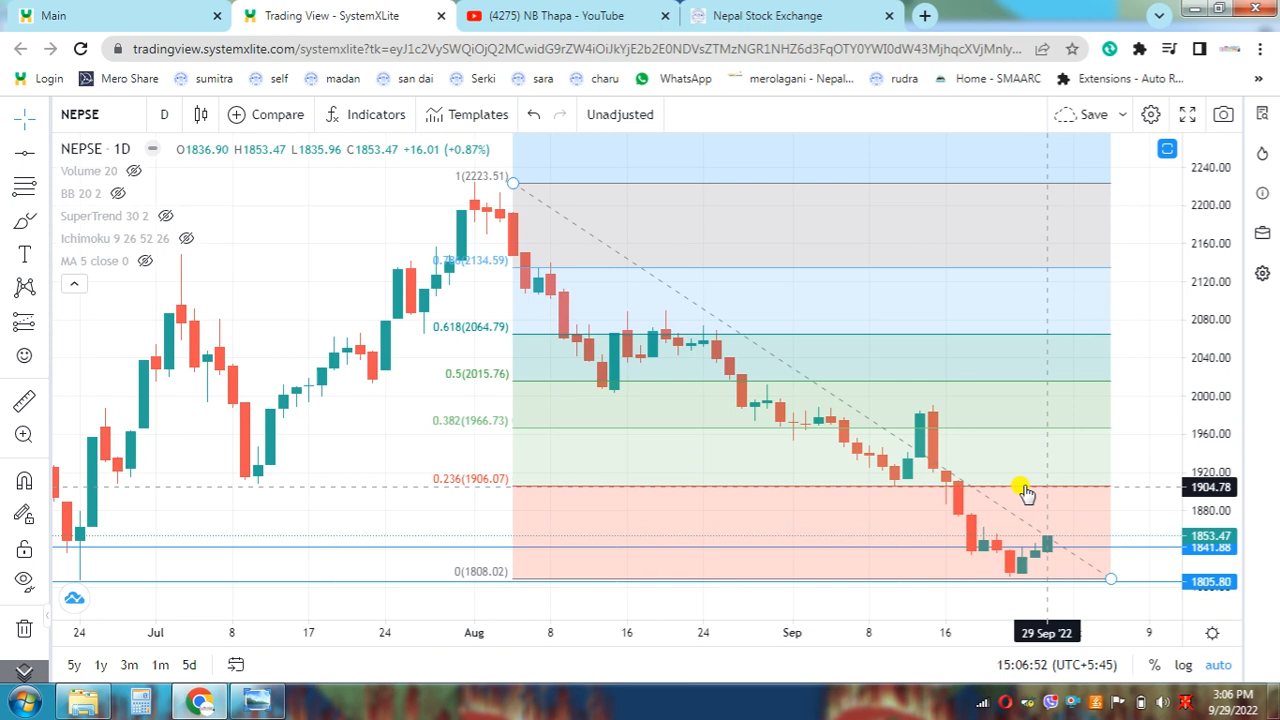 Main
Trading View - SystemXLite
(4275) NB Thapa - YouTube
Nepal Stock Exchange
Login
Mero Share
sumitra
self
madan
san dai
Serki
sara
charu
WhatsApp
merolagani - Nepal...
rudra
Home - SMAARC
Extensions - Auto R...
»
NEPSE
D
Compare
Indicators
Templates
Unadjusted
Save
NEPSE · 1D
O1836.90 H1853.47 L1835.96 C1853.47 +16.01 (+0.87%)
Volume 20
BB 20 2
SuperTrend 30 2
Ichimoku 9 26 52 26
MA 5 close 0
1(2223.51)
0.786(2134.59)
0.618(2064.79)
0.5(2015.76)
0.382(1966.73)
0.236(1906.07)
0(1808.02)
2240.00
2200.00
2160.00
2120.00
2080.00
2040.00
2000.00
1960.00
1920.00
1904.78
1880.00
1853.47
1841.88
1805.80
24
Jul
8
17
24
Aug
8
16
24
Sep
8
16
29 Sep '22
9
5y
1y
3m
1m
5d
15:06:52 (UTC+5:45)
%
log
auto
3:06 PM
9/29/2022